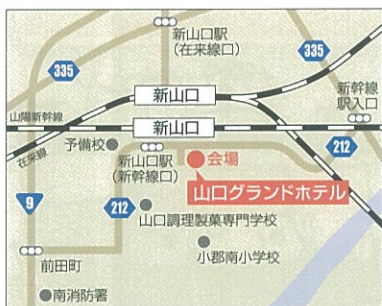 新山口駅
(在来線口)
335
335
新山口
新幹線
駅入口
山陽新幹線
新山口
在来線
予備校
新山口駅
(新幹線口)
会場
212
山口グランドホテル
9
212
山口調理製菓専門学校
小郡南小学校
前田町
南消防署